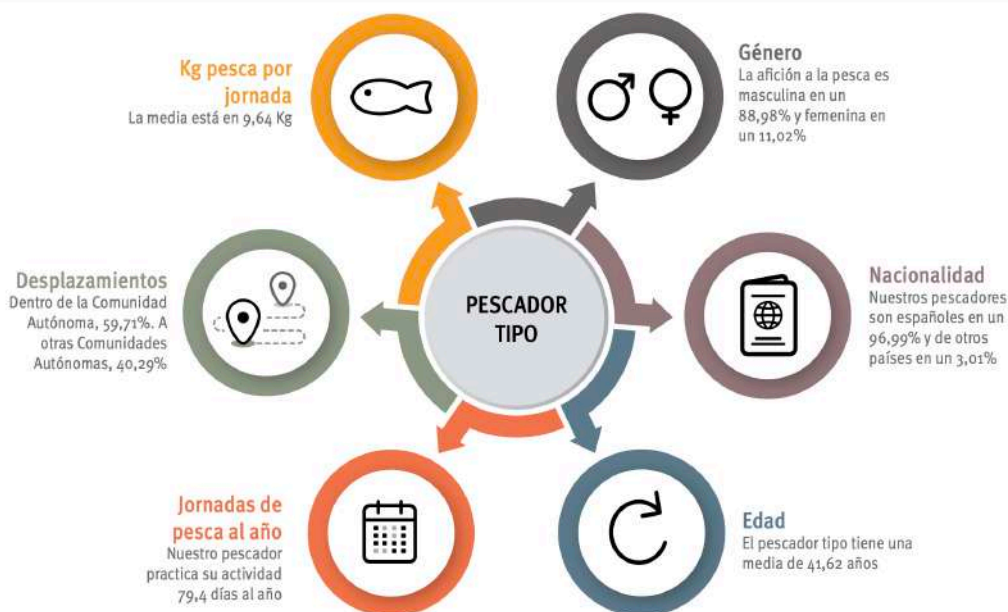 Kg pesca por
jornada
La media está en 9,64 Kg
Género
La afición a la pesca es
masculina en un
88,98% y femenina en
un 11,02%
Desplazamientos
Dentro de la Comunidad
Autónoma, 59,71%. A
otras Comunidades
Autónomas, 40,29%
PESCADOR
TIPO
Nacionalidad
Nuestros pescadores
son españoles en un
96,99% y de otros
países en un 3,01%
Jornadas de
pesca al año
Nuestro pescador
practica su actividad
79,4 días al año
Edad
El pescador tipo tiene una
media de 41,62 años